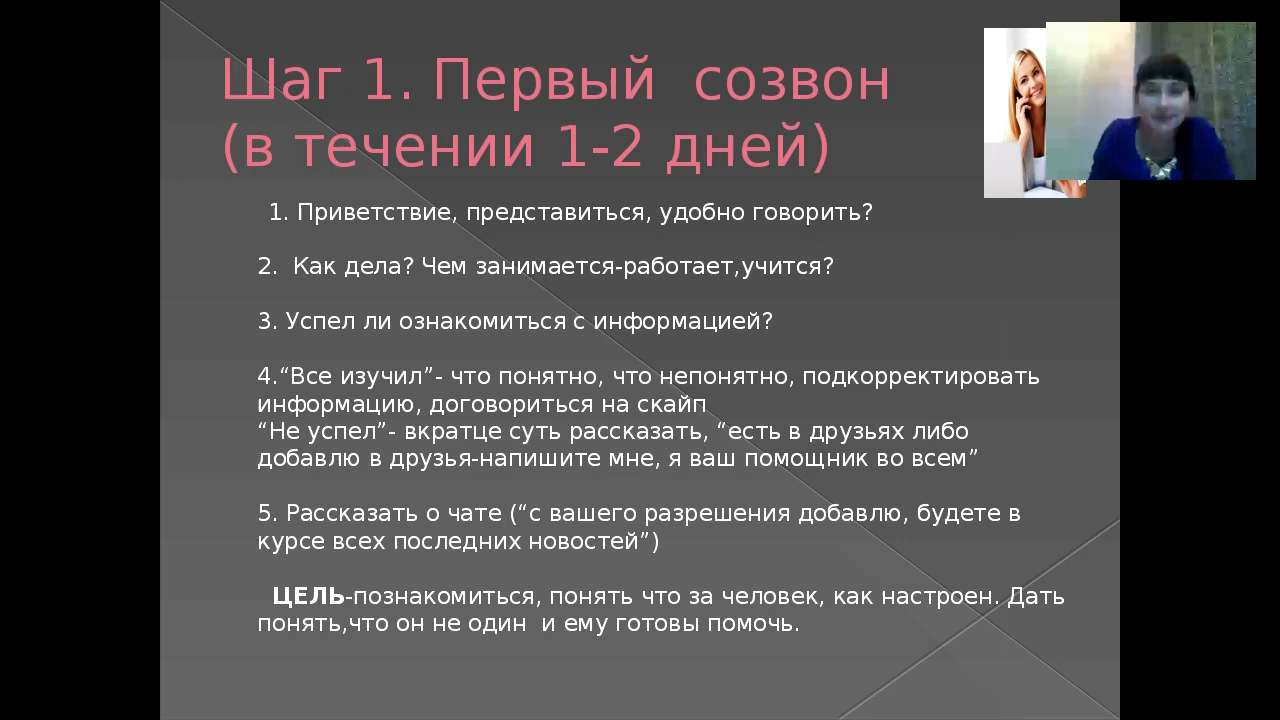 Шаг 1. Первый созвон
(в течении 1-2 дней)
1. Приветствие, представиться, удобно говорить?
2. Как дела? Чем занимается-работает,учится?
3. Успел ли ознакомиться с информацией?
4.“Все изучил”- что понятно, что непонятно, подкорректировать
информацию, договориться на скайп
“Не успел”- вкратце суть рассказать, “есть в друзьях либо
добавлю в друзья-напишите мне, я ваш помощник во всем”
5. Рассказать о чате (“с вашего разрешения добавлю, будете в
курсе всех последних новостей”)
ЦЕЛЬ-познакомиться, понять что за человек, как настроен. Дать
понять,что он не один и ему готовы помочь.